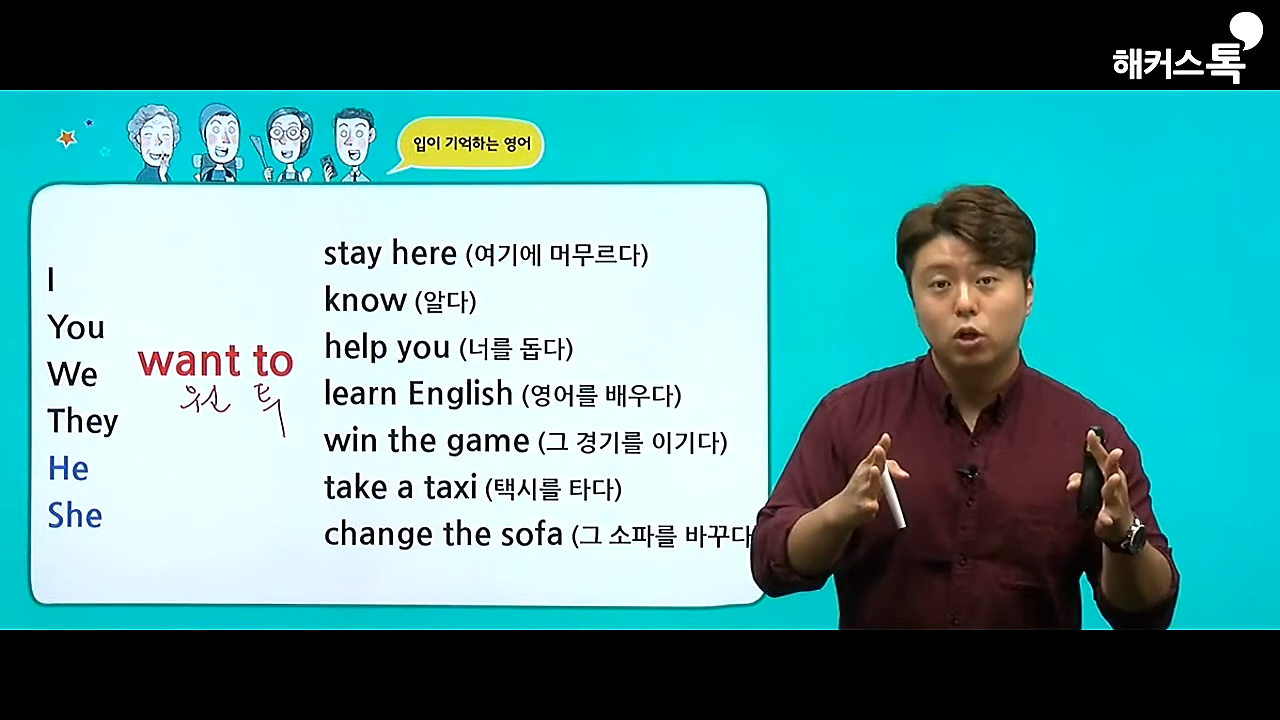 해커스톡
입이 기억하는 영어
I
You
We
They
He
She
want to
원 투
stay here (여기에 머무르다)
know (알다)
help you (너를 돕다)
learn English (영어를 배우다)
win the game (그 경기를 이기다)
take a taxi (택시를 타다)
change the sofa (그 소파를 바꾸다